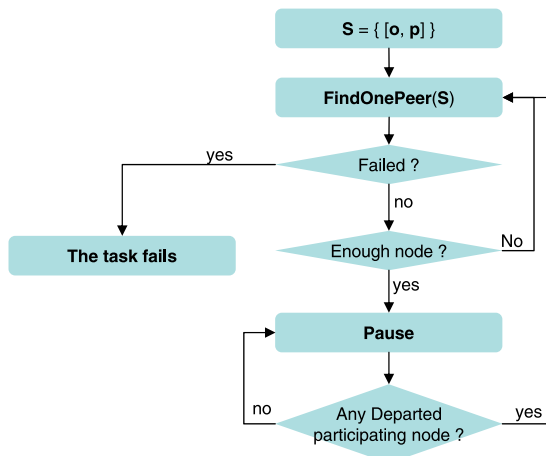 S = { [o, p] }
FindOnePeer(S)
yes
Failed ?
no
The task fails
Enough node ?
No
yes
Pause
no
Any Departed
participating node ?
yes